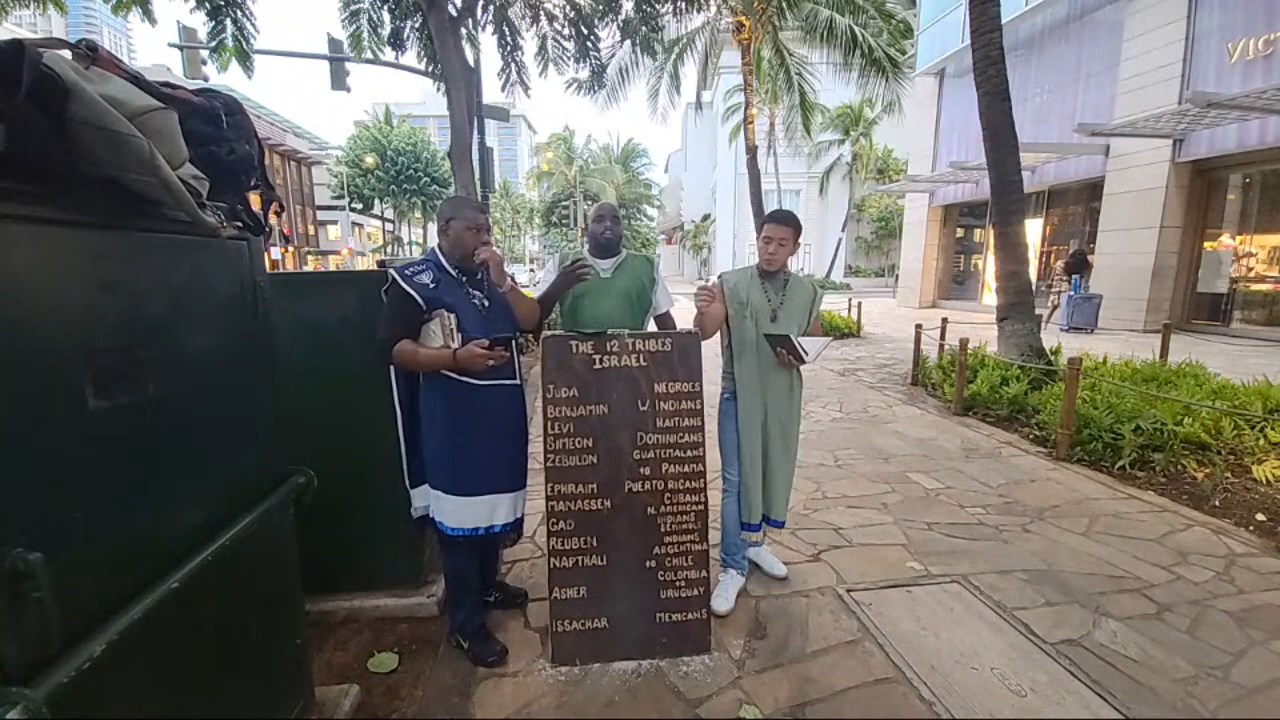 VICT
THE 12 TRIBES
ISRAEL
JUDA NEGROES
BENJAMIN W. INDIANS
LEVI HAITIANS
SIMEON DOMINICANS
ZEBULON GUATEMALANS
to PANAMA
EPHRAIM PUERTO RICANS
MANASSEH CUBANS
GAD N. AMERICAN
INDIANS
REUBEN SEMINOLE
INDIANS
NAPTHALI ARGENTINA
to CHILE
ASHER COLOMBIA
to
URUGUAY
ISSACHAR MEXICANS